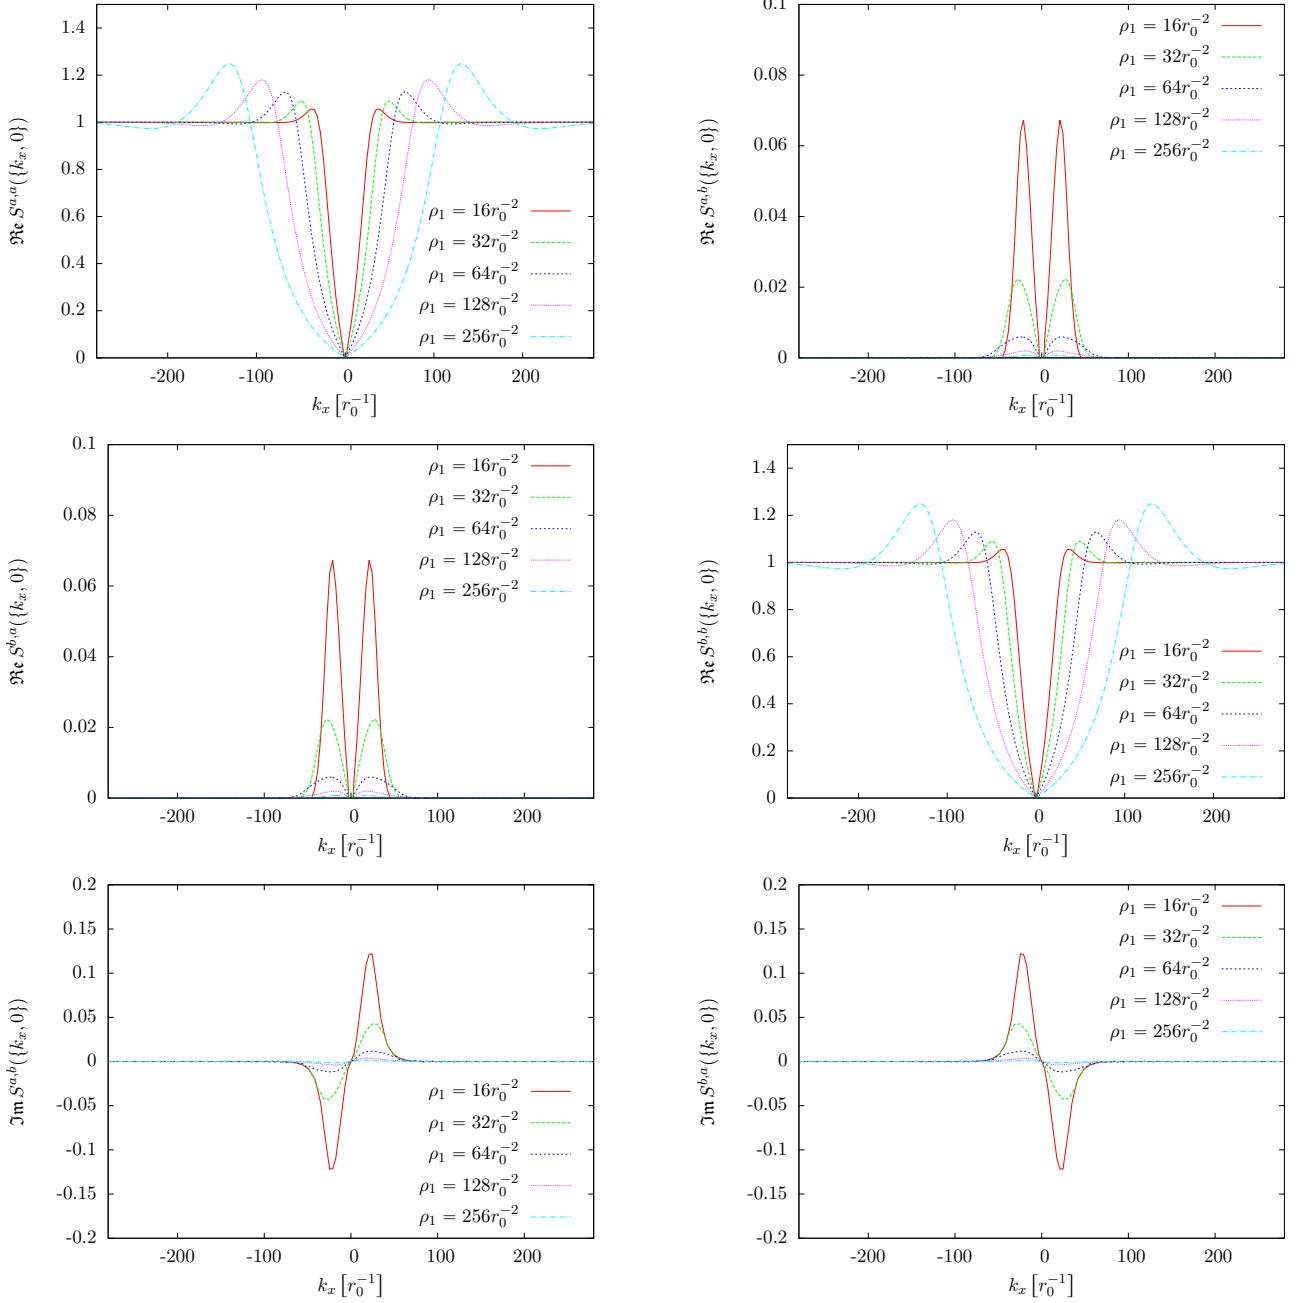 1.4
1.2
1
0.8
0.6
0.4
0.2
0
-200
-100
0
100
200
𝕽𝖊 S^{a,a}({k_x, 0})
k_x [r_0^{-1}]
ρ_1 = 16r_0^{-2}
ρ_1 = 32r_0^{-2}
ρ_1 = 64r_0^{-2}
ρ_1 = 128r_0^{-2}
ρ_1 = 256r_0^{-2}
0.1
0.08
0.06
0.04
0.02
0
-200
-100
0
100
200
𝕽𝖊 S^{a,b}({k_x, 0})
k_x [r_0^{-1}]
ρ_1 = 16r_0^{-2}
ρ_1 = 32r_0^{-2}
ρ_1 = 64r_0^{-2}
ρ_1 = 128r_0^{-2}
ρ_1 = 256r_0^{-2}
0.1
0.08
0.06
0.04
0.02
0
-200
-100
0
100
200
𝕽𝖊 S^{b,a}({k_x, 0})
k_x [r_0^{-1}]
ρ_1 = 16r_0^{-2}
ρ_1 = 32r_0^{-2}
ρ_1 = 64r_0^{-2}
ρ_1 = 128r_0^{-2}
ρ_1 = 256r_0^{-2}
1.4
1.2
1
0.8
0.6
0.4
0.2
0
-200
-100
0
100
200
𝕽𝖊 S^{b,b}({k_x, 0})
k_x [r_0^{-1}]
ρ_1 = 16r_0^{-2}
ρ_1 = 32r_0^{-2}
ρ_1 = 64r_0^{-2}
ρ_1 = 128r_0^{-2}
ρ_1 = 256r_0^{-2}
0.2
0.15
0.1
0.05
0
-0.05
-0.1
-0.15
-0.2
-200
-100
0
100
200
𝕴𝖒 S^{a,b}({k_x, 0})
k_x [r_0^{-1}]
ρ_1 = 16r_0^{-2}
ρ_1 = 32r_0^{-2}
ρ_1 = 64r_0^{-2}
ρ_1 = 128r_0^{-2}
ρ_1 = 256r_0^{-2}
0.2
0.15
0.1
0.05
0
-0.05
-0.1
-0.15
-0.2
-200
-100
0
100
200
𝕴𝖒 S^{b,a}({k_x, 0})
k_x [r_0^{-1}]
ρ_1 = 16r_0^{-2}
ρ_1 = 32r_0^{-2}
ρ_1 = 64r_0^{-2}
ρ_1 = 128r_0^{-2}
ρ_1 = 256r_0^{-2}